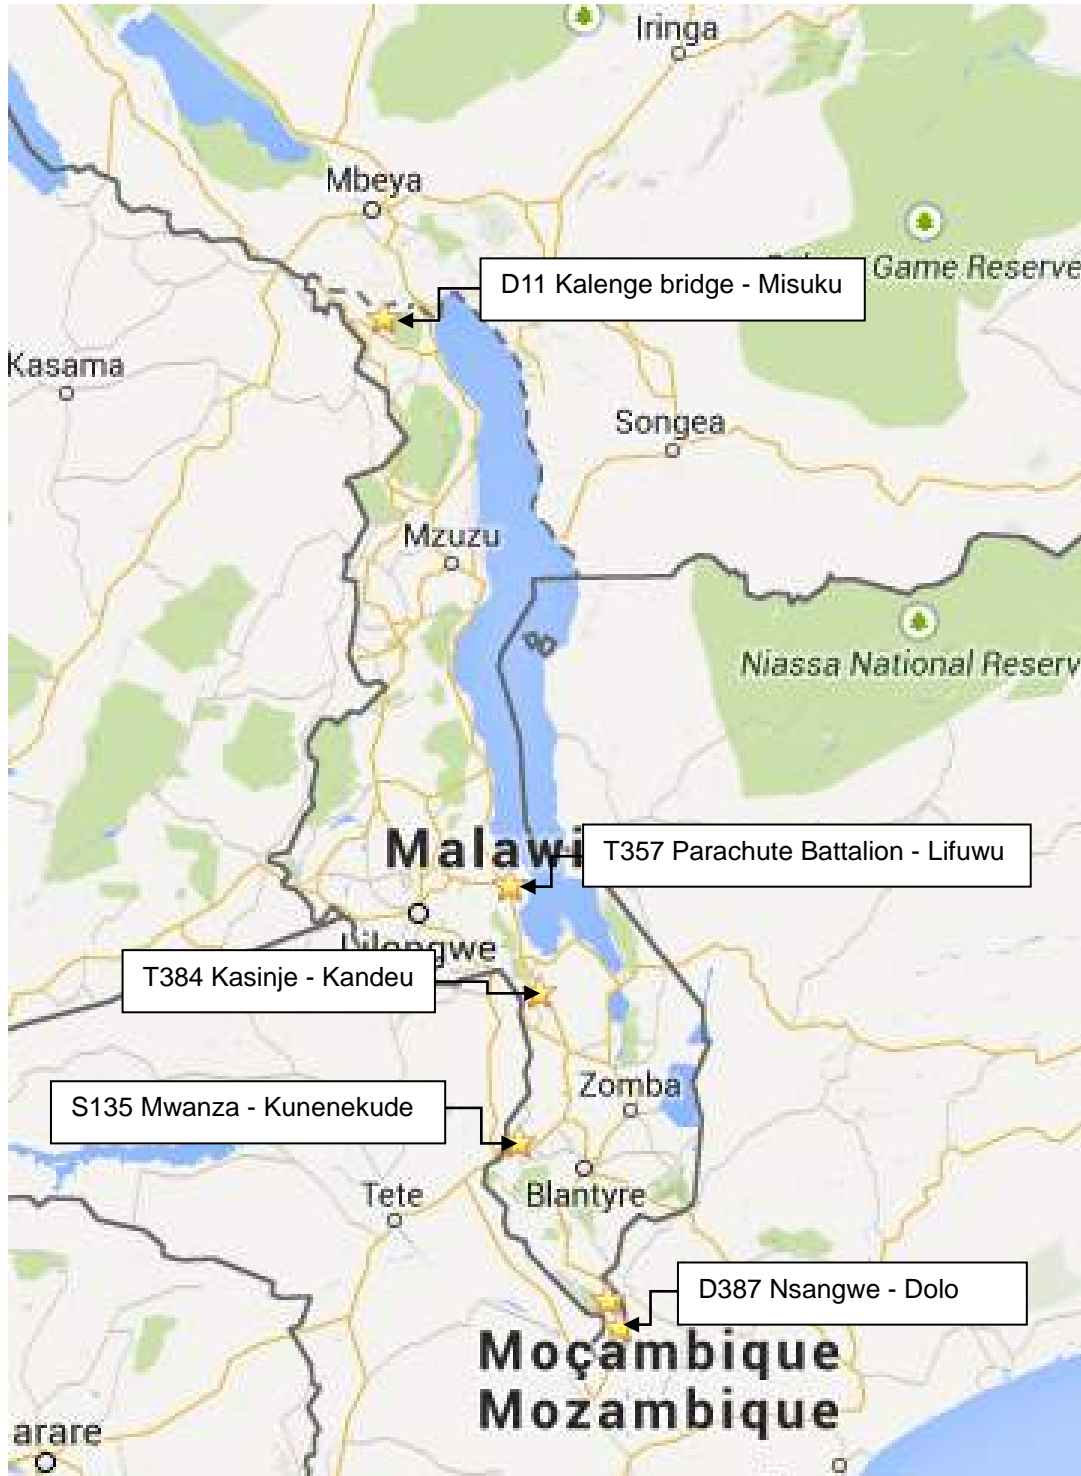 Iringa
Mbeya
Game Reserve
D11 Kalenge bridge - Misuku
Kasama
Songea
Mzuzu
Niassa National Reserv
Malawi
T357 Parachute Battalion - Lifuwu
Lilongwe
T384 Kasinje - Kandeu
Zomba
S135 Mwanza - Kunenekude
Tete
Blantyre
D387 Nsangwe - Dolo
Moçambique
Mozambique
arare